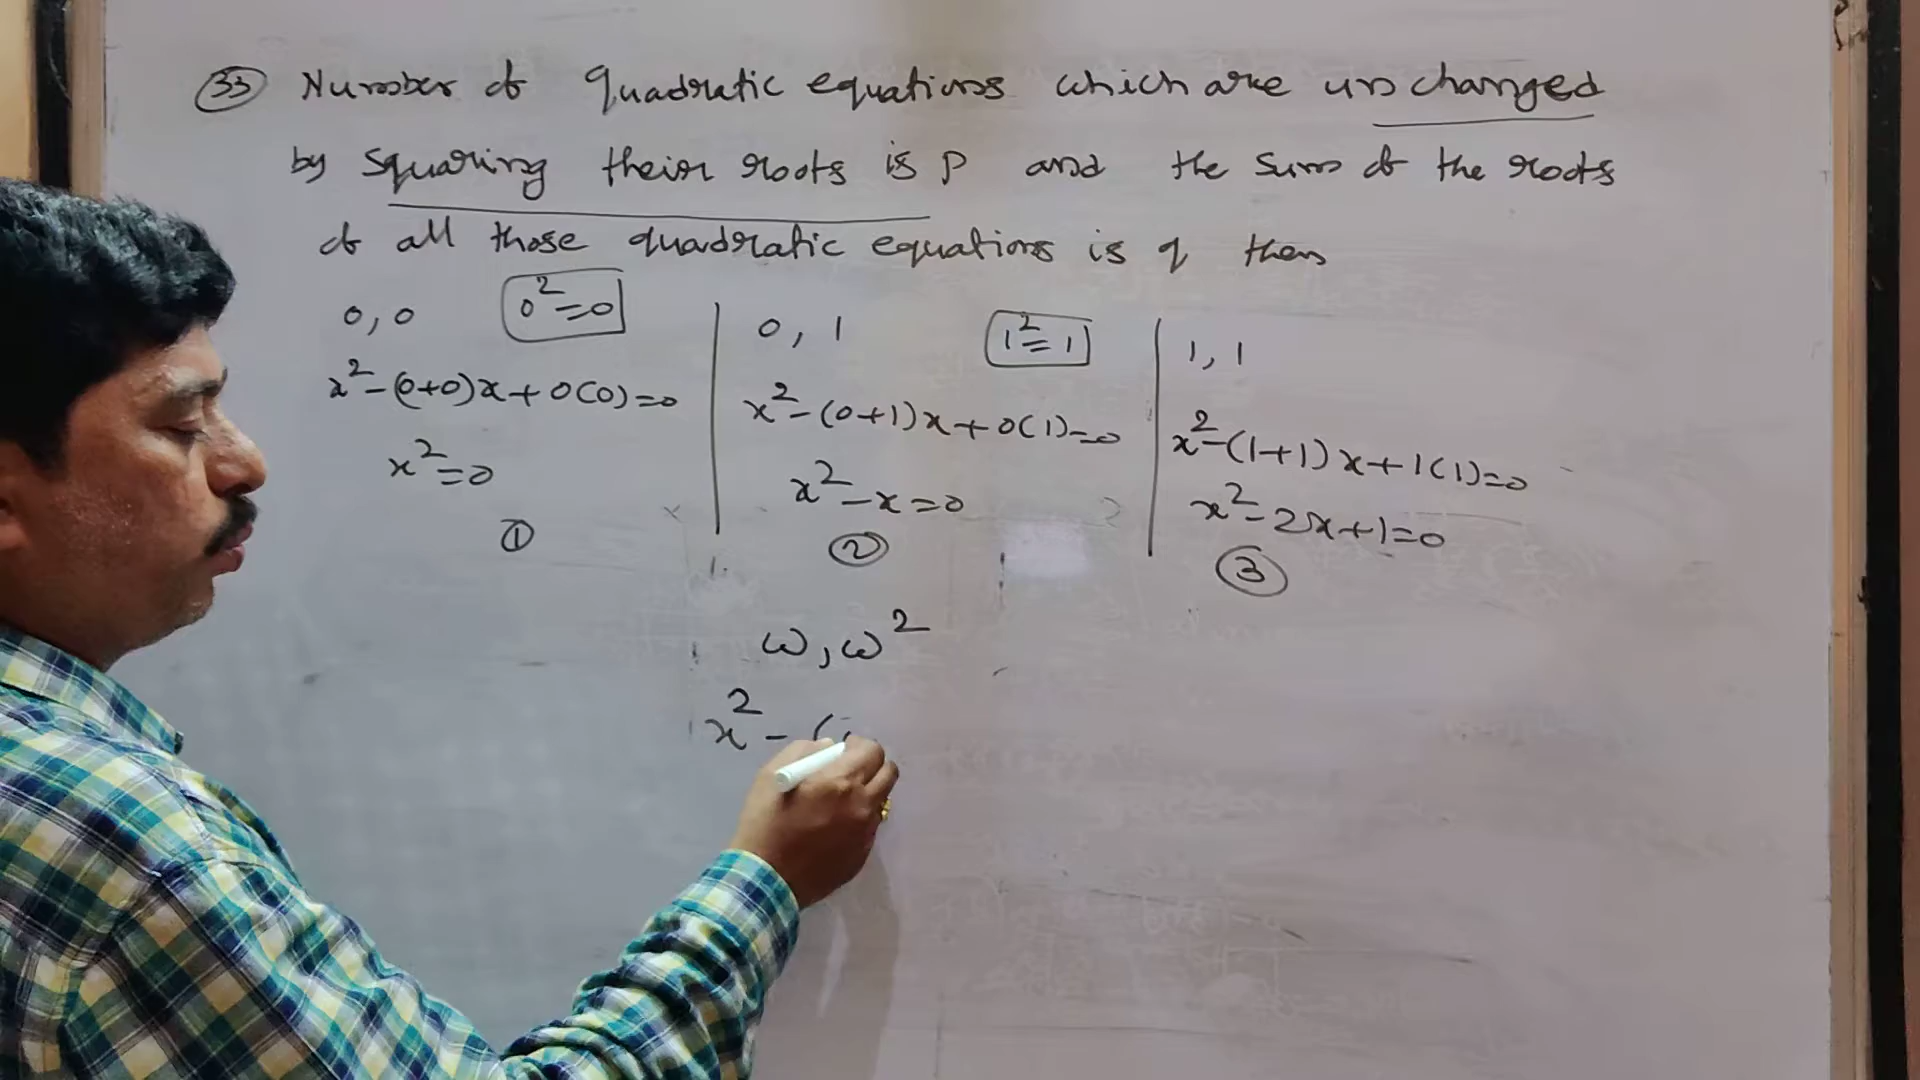 33 Number of quadratic equations which are unchanged
by squaring their roots is p and the sum of the roots
of all those quadratic equations is q then
0, 0 0²=0
x²-(0+0)x+0(0)=0
x²=0
1
0, 1 1²=1
x²-(0+1)x+0(1)=0
x²-x=0
2
1, 1
x²-(1+1)x+1(1)=0
x²-2x+1=0
3
ω, ω²
x²-(